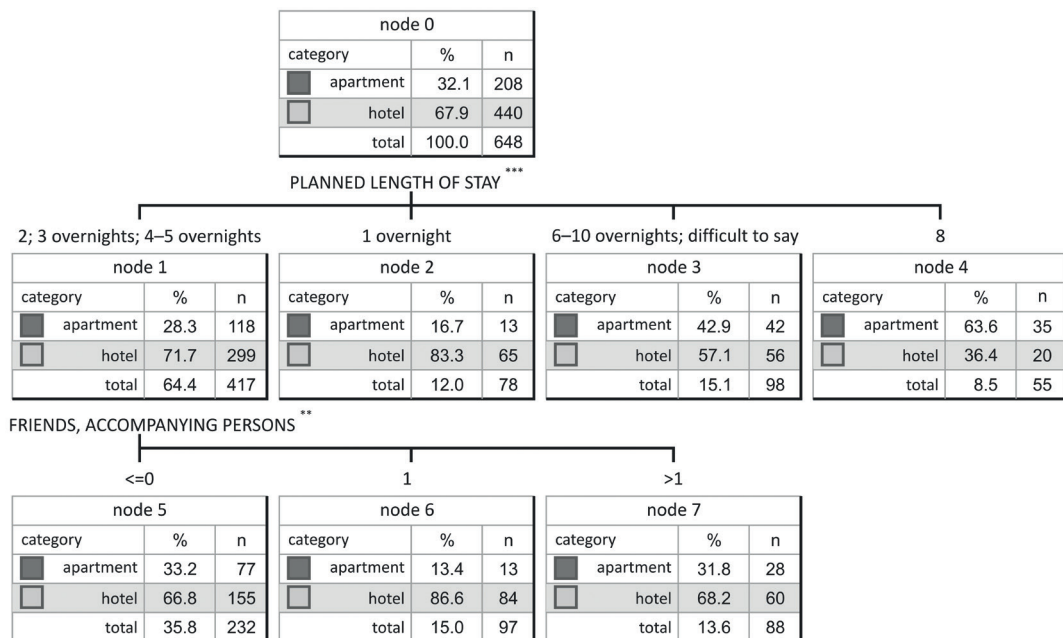 node 0
category % n
apartment 32.1 208
hotel 67.9 440
total 100.0 648
PLANNED LENGTH OF STAY ***
2; 3 overnights; 4–5 overnights 1 overnight 6–10 overnights; difficult to say 8
node 1 node 2 node 3 node 4
category % n category % n category % n category % n
apartment 28.3 118 apartment 16.7 13 apartment 42.9 42 apartment 63.6 35
hotel 71.7 299 hotel 83.3 65 hotel 57.1 56 hotel 36.4 20
total 64.4 417 total 12.0 78 total 15.1 98 total 8.5 55
FRIENDS, ACCOMPANYING PERSONS **
<=0 1 >1
node 5 node 6 node 7
category % n category % n category % n
apartment 33.2 77 apartment 13.4 13 apartment 31.8 28
hotel 66.8 155 hotel 86.6 84 hotel 68.2 60
total 35.8 232 total 15.0 97 total 13.6 88